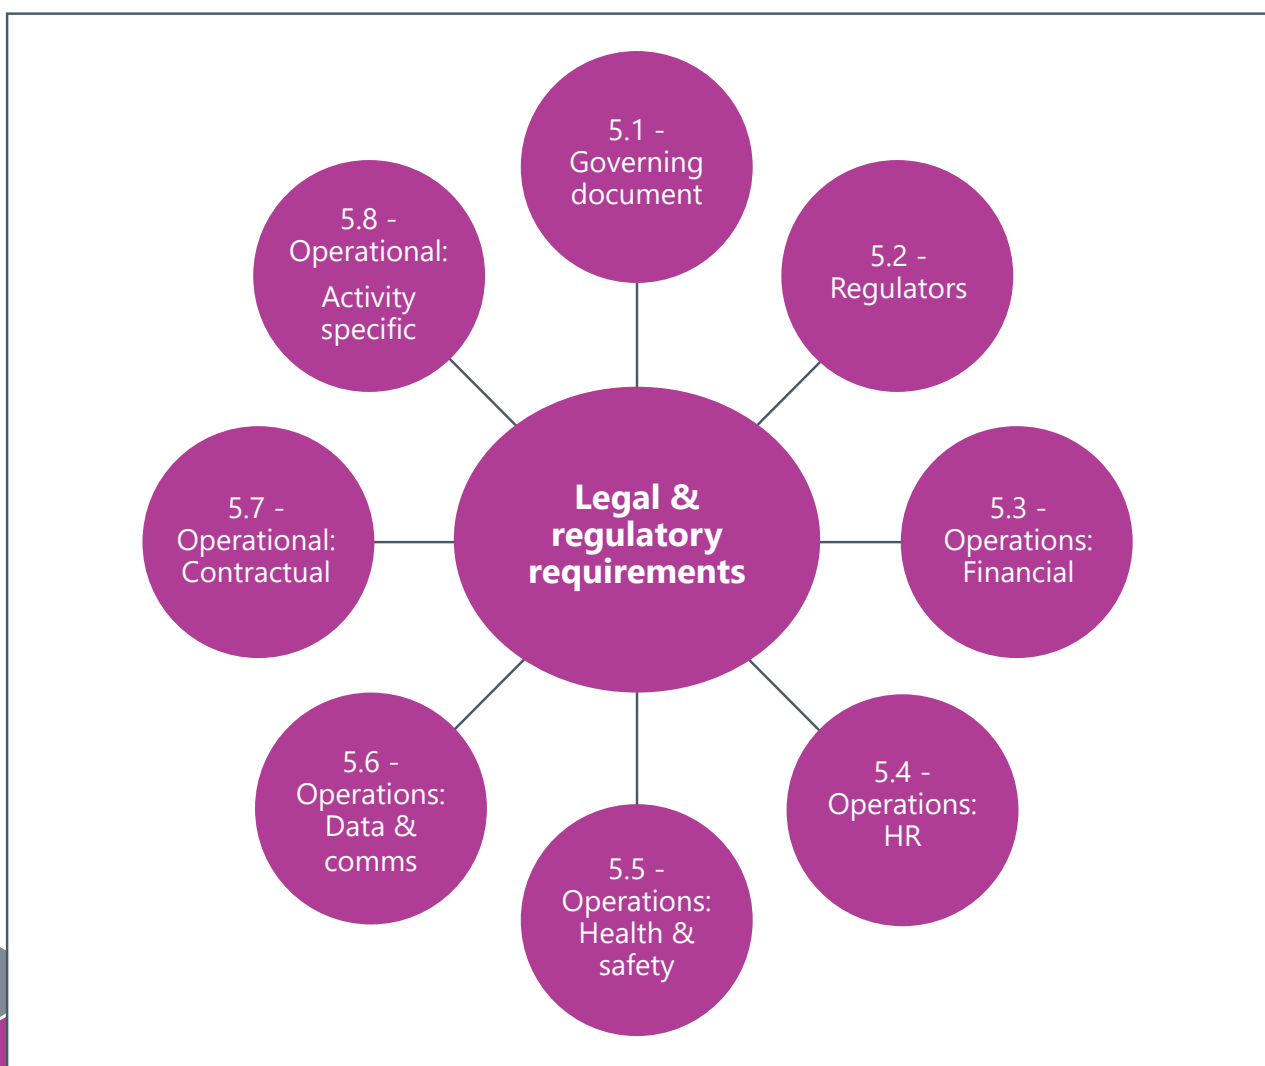 5.1 -
Governing
document
5.2 -
Regulators
5.3 -
Operations:
Financial
5.4 -
Operations:
HR
5.5 -
Operations:
Health &
safety
5.6 -
Operations:
Data &
comms
5.7 -
Operational:
Contractual
5.8 -
Operational:
Activity
specific
Legal &
regulatory
requirements